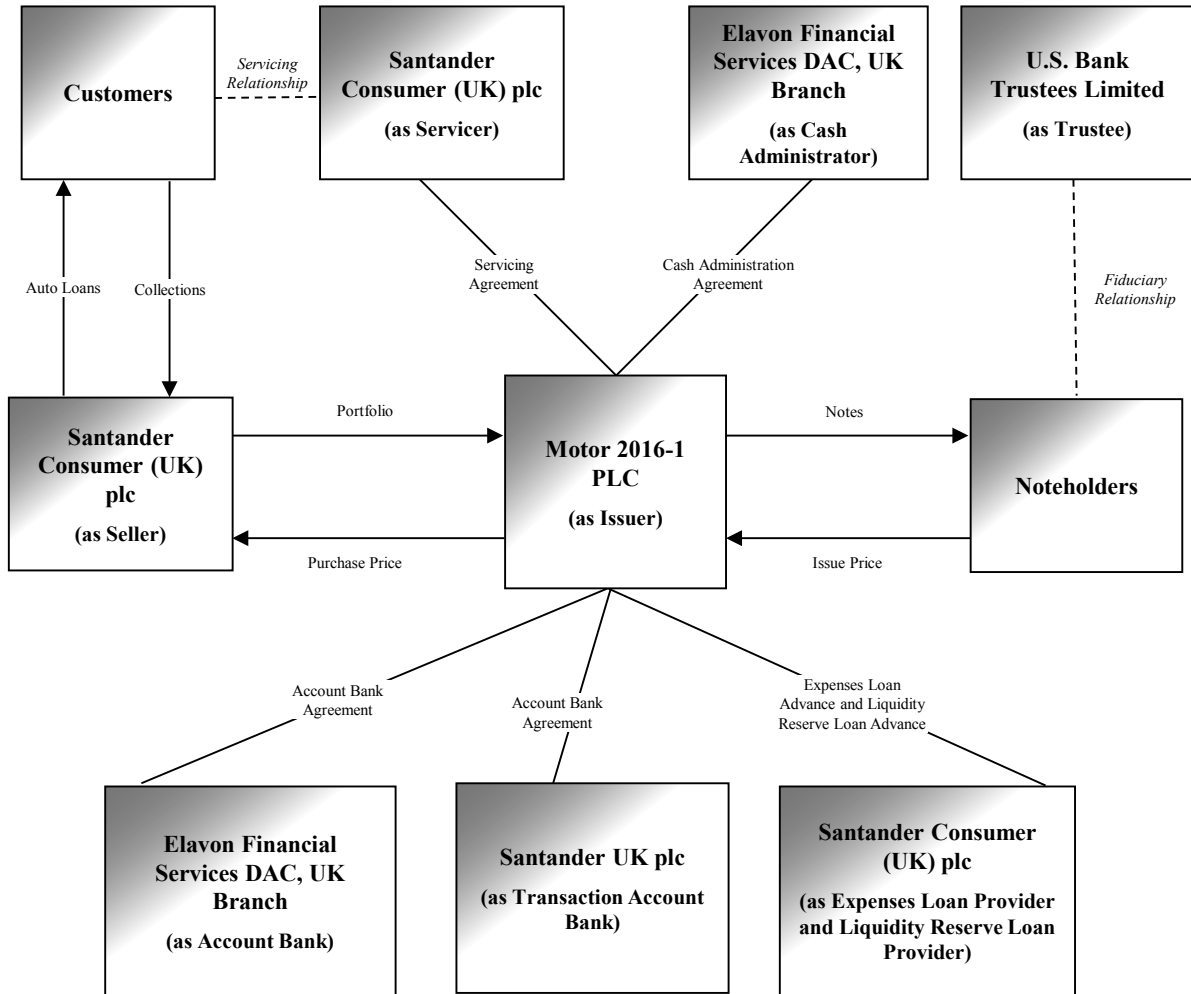 Customers
Servicing
Relationship
Santander
Consumer (UK) plc
(as Servicer)
Elavon Financial
Services DAC, UK
Branch
(as Cash
Administrator)
U.S. Bank
Trustees Limited
(as Trustee)
Auto Loans
Collections
Servicing
Agreement
Cash Administration
Agreement
Fiduciary
Relationship
Santander
Consumer (UK)
plc
(as Seller)
Portfolio
Purchase Price
Motor 2016-1
PLC
(as Issuer)
Notes
Issue Price
Noteholders
Account Bank
Agreement
Account Bank
Agreement
Expenses Loan
Advance and Liquidity
Reserve Loan Advance
Elavon Financial
Services DAC, UK
Branch
(as Account Bank)
Santander UK plc
(as Transaction Account
Bank)
Santander Consumer
(UK) plc
(as Expenses Loan Provider
and Liquidity Reserve Loan
Provider)